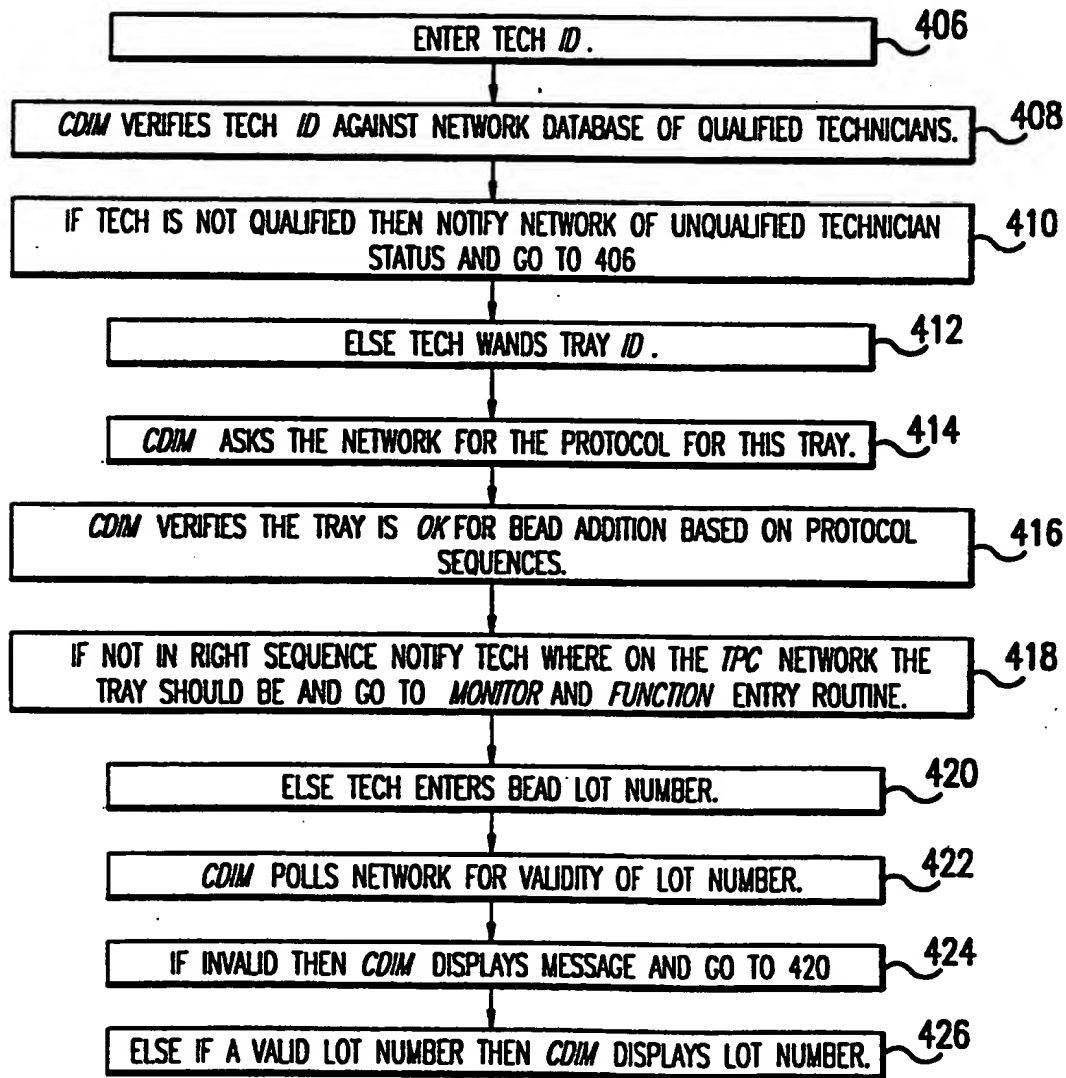 ENTER TECH ID. 406
CDIM VERIFIES TECH ID AGAINST NETWORK DATABASE OF QUALIFIED TECHNICIANS. 408
IF TECH IS NOT QUALIFIED THEN NOTIFY NETWORK OF UNQUALIFIED TECHNICIAN
STATUS AND GO TO 406
410
ELSE TECH WANDS TRAY ID. 412
CDIM ASKS THE NETWORK FOR THE PROTOCOL FOR THIS TRAY. 414
CDIM VERIFIES THE TRAY IS OK FOR BEAD ADDITION BASED ON PROTOCOL
SEQUENCES.
416
IF NOT IN RIGHT SEQUENCE NOTIFY TECH WHERE ON THE TPC NETWORK THE
TRAY SHOULD BE AND GO TO MONITOR AND FUNCTION ENTRY ROUTINE.
418
ELSE TECH ENTERS BEAD LOT NUMBER. 420
CDIM POLLS NETWORK FOR VALIDITY OF LOT NUMBER. 422
IF INVALID THEN CDIM DISPLAYS MESSAGE AND GO TO 420 424
ELSE IF A VALID LOT NUMBER THEN CDIM DISPLAYS LOT NUMBER. 426